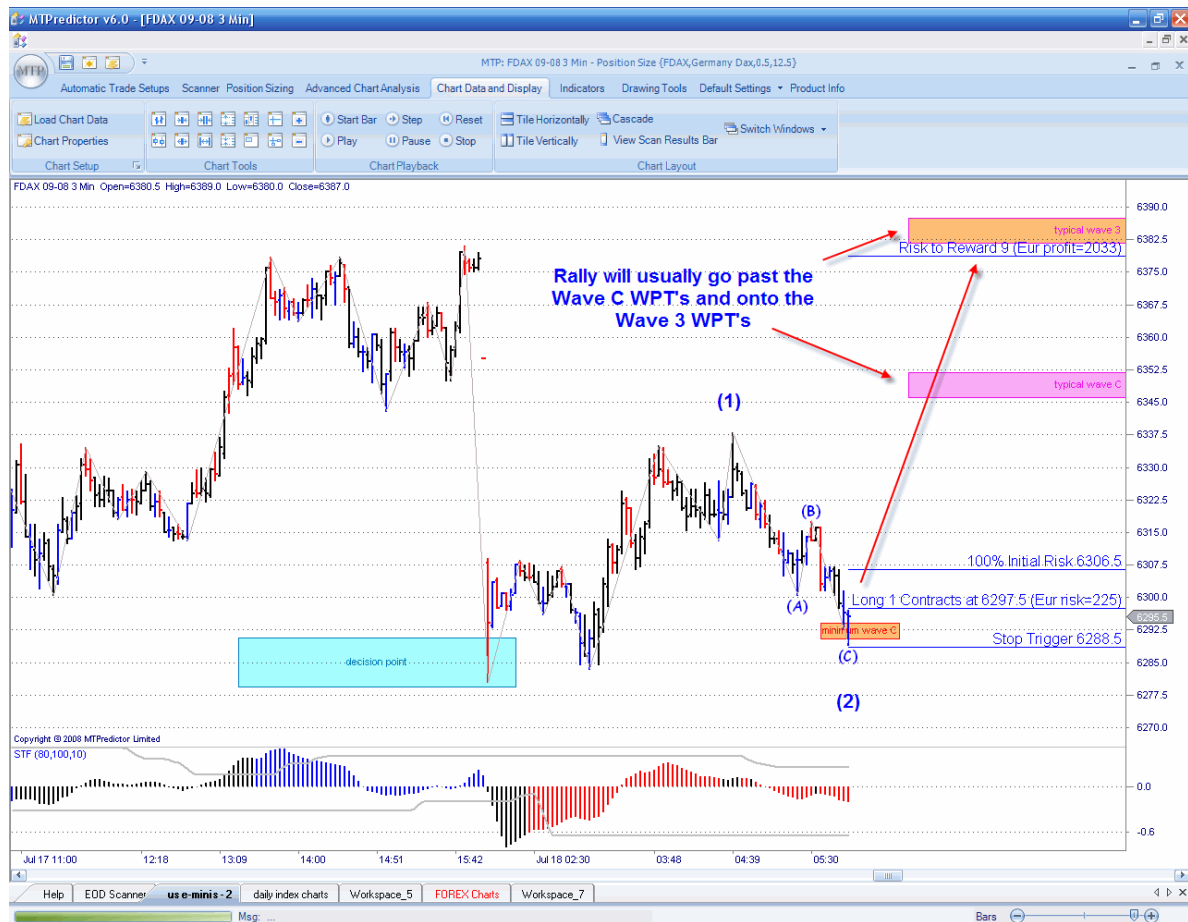 MTPredictor v6.0 - [FDAX 09-08 3 Min]
MTP
MTP: FDAX 09-08 3 Min - Position Size {FDAX,Germany Dax,0.5,12.5}
Automatic Trade Setups Scanner Position Sizing Advanced Chart Analysis Chart Data and Display Indicators Drawing Tools Default Settings Product Info
Load Chart Data
Chart Properties
Chart Setup
Chart Tools
Start Bar Step Reset
Play Pause Stop
Chart Playback
Tile Horizontally Cascade
Tile Vertically View Scan Results Bar
Switch Windows
Chart Layout
FDAX 09-08 3 Min Open=6380.5 High=6389.0 Low=6380.0 Close=6387.0
6390.0
typical wave 3
6382.5
Risk to Reward 9 (Eur profit=2033)
6375.0
Rally will usually go past the
Wave C WPT's and onto the
Wave 3 WPT's
6367.5
6360.0
6352.5
typical wave C
6345.0
(1)
6337.5
6330.0
6322.5
(B)
6315.0
100% Initial Risk 6306.5
6307.5
(A)
Long 1 Contracts at 6297.5 (Eur risk=225)
6300.0
6295.5
minimum wave C
6292.5
Stop Trigger 6288.5
(C)
decision point
6285.0
(2)
6277.5
6270.0
Copyright © 2008 MTPredictor Limited
STF (80,100,10)
0.0
-0.6
Jul 17 11:00 12:18 13:09 14:00 14:51 15:42 Jul 18 02:30 03:48 04:39 05:30
Help EOD Scanner us e-minis - 2 daily index charts Workspace_5 FOREX Charts Workspace_7
Msg: ...
Bars